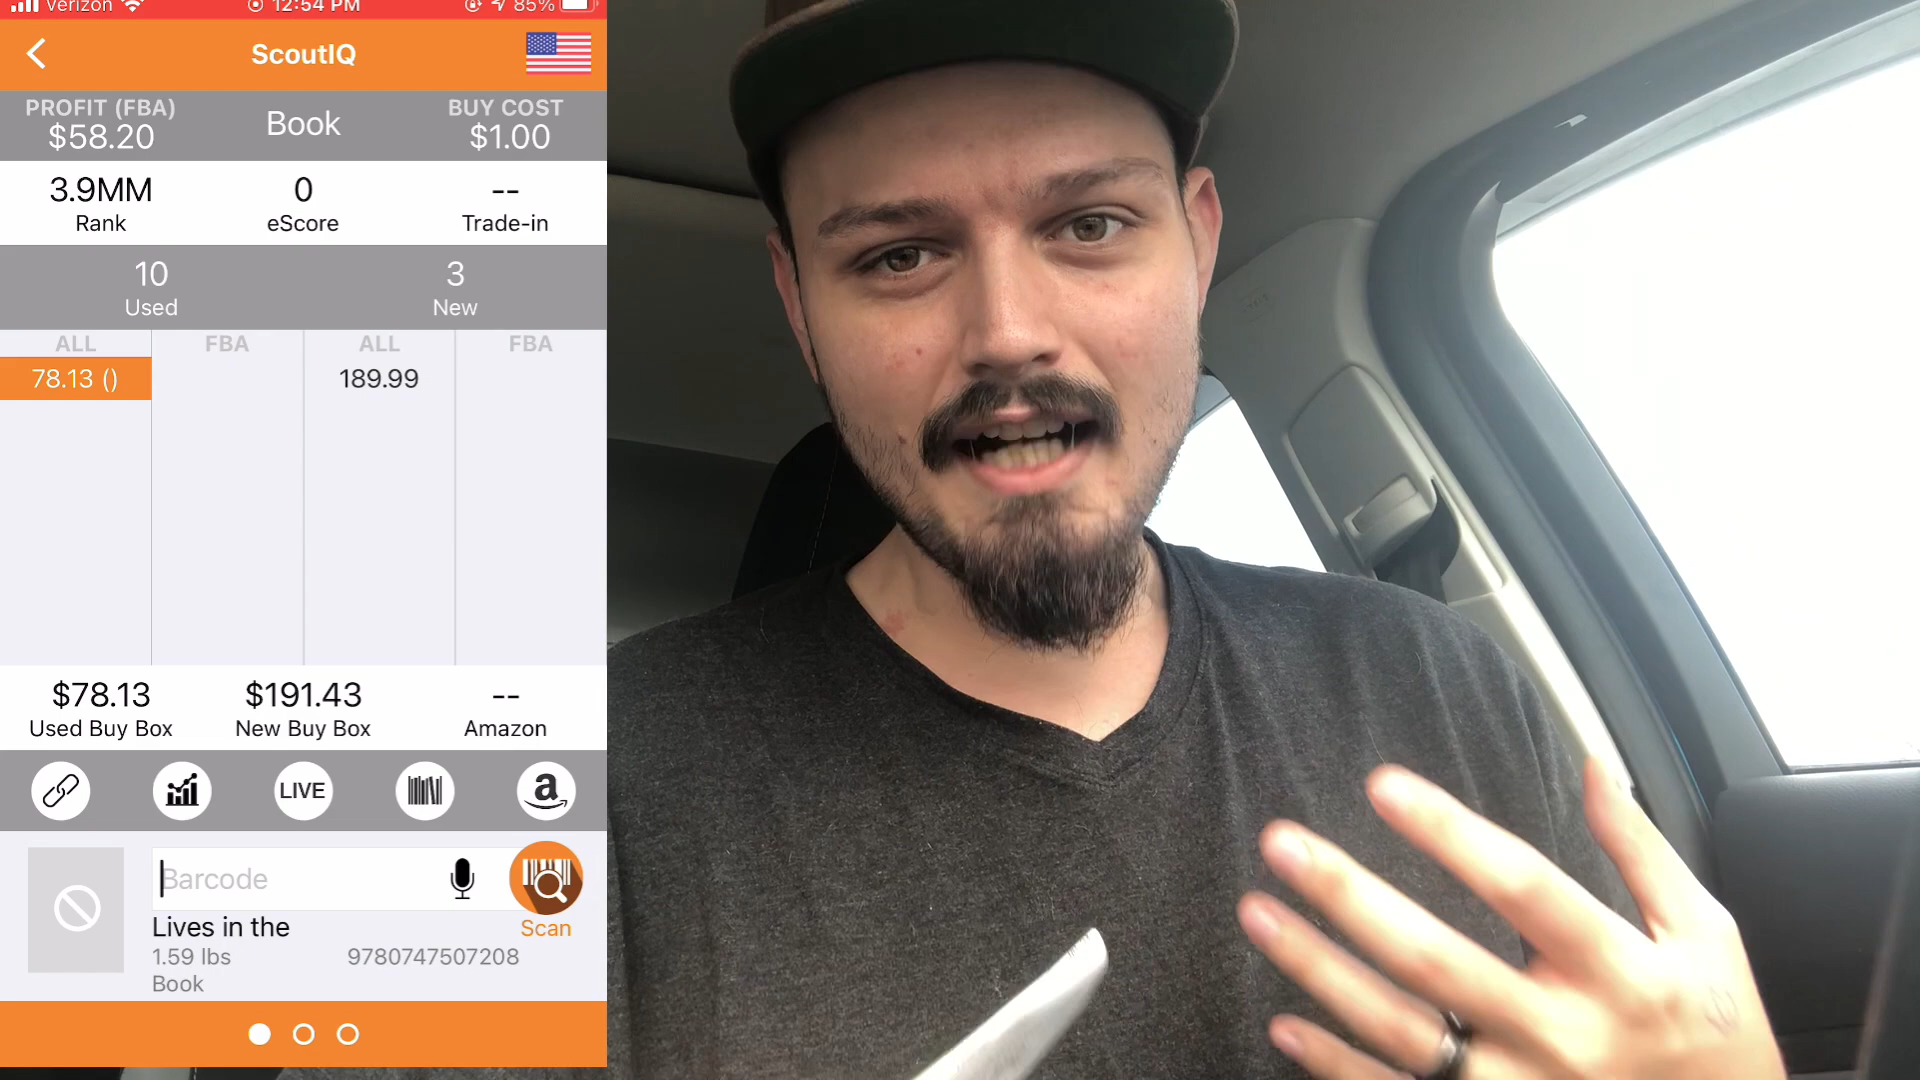 Verizon 12:54 PM 85%
ScoutIQ
PROFIT (FBA) Book BUY COST
$58.20 $1.00
3.9MM 0 --
Rank eScore Trade-in
10 3
Used New
ALL FBA ALL FBA
78.13 () 189.99
$78.13 $191.43 --
Used Buy Box New Buy Box Amazon
LIVE a
Barcode
Lives in the Scan
1.59 lbs 9780747507208
Book